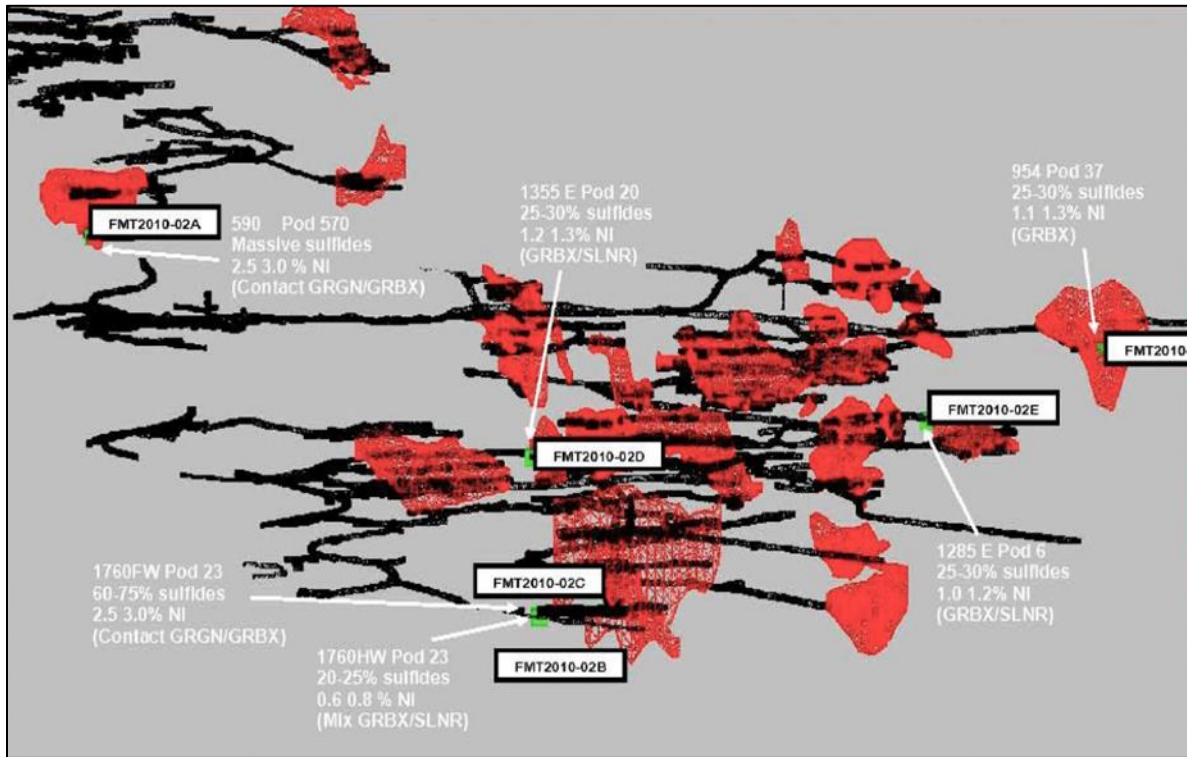 FMT2010-02A
590 Pod 570
Massive sulfides
2.5 3.0 % NI
(Contact GRGN/GRBX)
1355 E Pod 20
25-30% sulfides
1.2 1.3% NI
(GRBX/SLNR)
954 Pod 37
25-30% sulfides
1.1 1.3% NI
(GRBX)
FMT2010-
FMT2010-02E
FMT2010-02D
1285 E Pod 6
25-30% sulfides
1.0 1.2% NI
(GRBX/SLNR)
1760FW Pod 23
60-75% sulfides
2.5 3.0% NI
(Contact GRGN/GRBX)
FMT2010-02C
1760HW Pod 23
20-25% sulfides
0.6 0.8 % NI
(Mix GRBX/SLNR)
FMT2010-02B